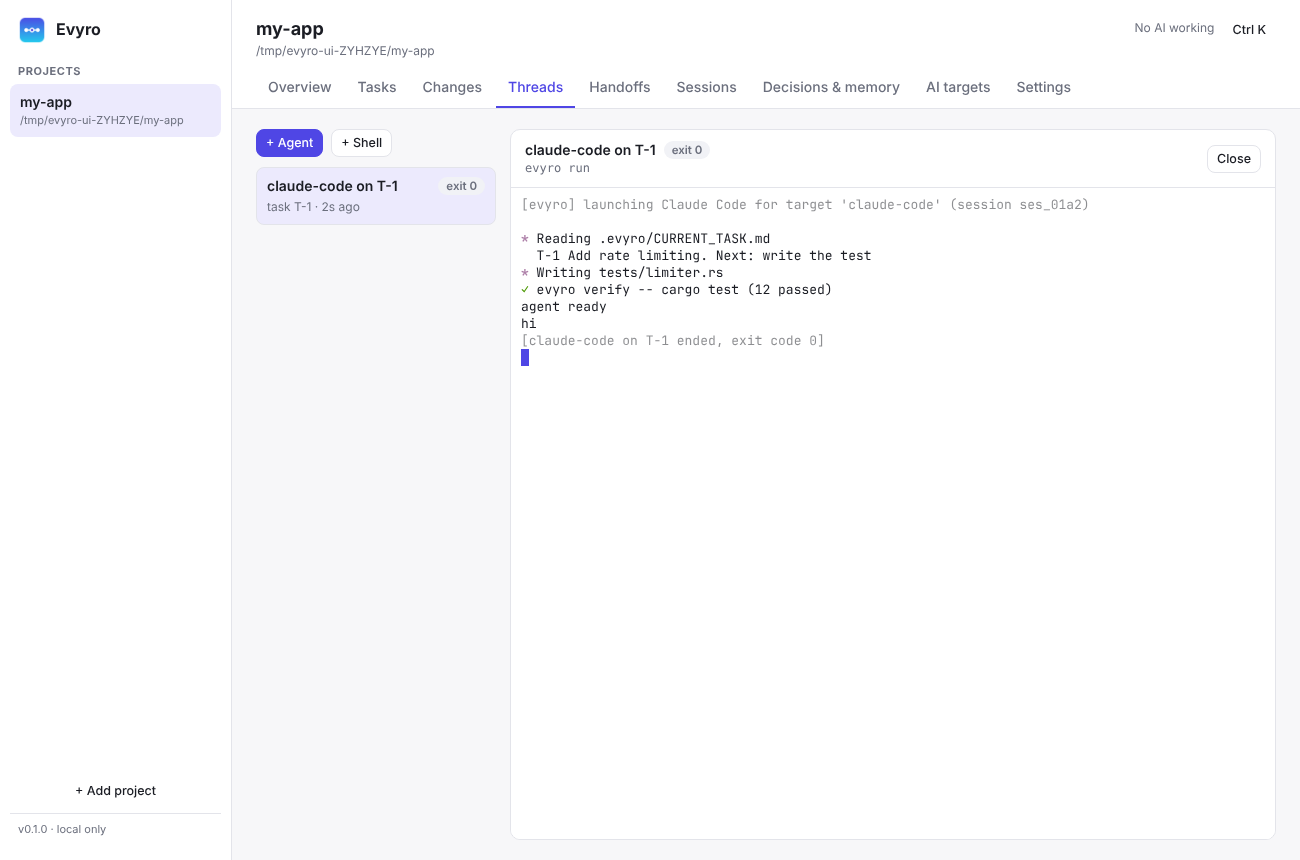 Evyro
PROJECTS
my-app
/tmp/evyro-ui-ZYHZYE/my-app
+ Add project
v0.1.0 · local only
my-app
/tmp/evyro-ui-ZYHZYE/my-app
No AI working
Ctrl K
Overview
Tasks
Changes
Threads
Handoffs
Sessions
Decisions & memory
AI targets
Settings
+ Agent
+ Shell
claude-code on T-1
exit 0
task T-1 · 2s ago
claude-code on T-1
exit 0
evyro run
Close
[evyro] launching Claude Code for target 'claude-code' (session ses_01a2)
* Reading .evyro/CURRENT_TASK.md
T-1 Add rate limiting. Next: write the test
* Writing tests/limiter.rs
✓ evyro verify -- cargo test (12 passed)
agent ready
hi
[claude-code on T-1 ended, exit code 0]